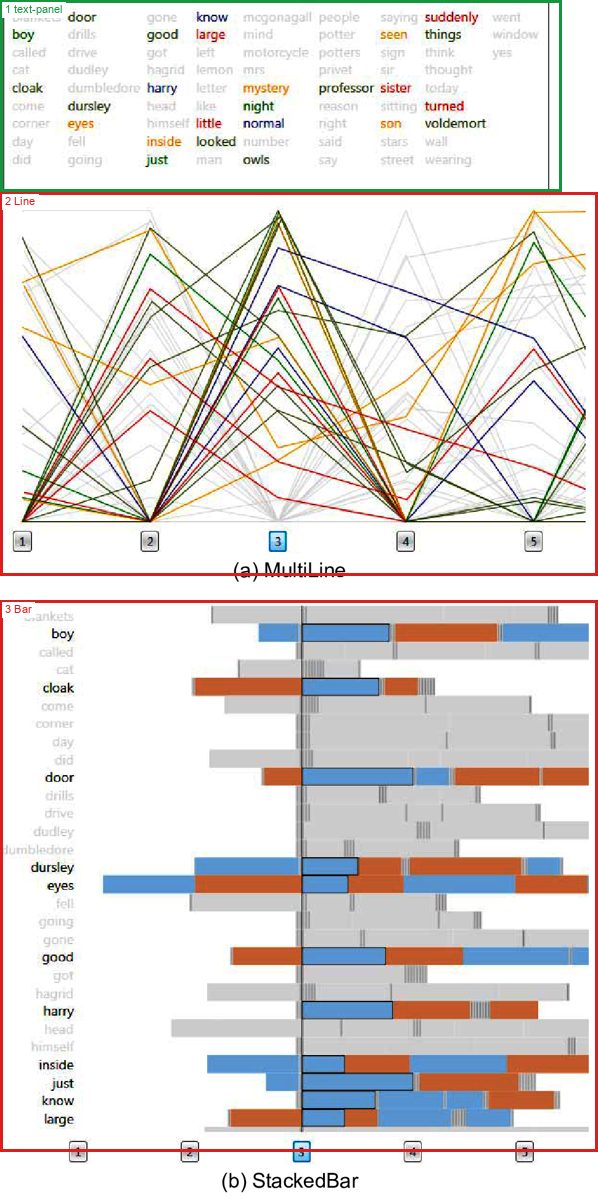 1 text-panel
blankets door gone know mcgonagall people saying suddenly went
boy drills good large mind potter seen things window
called drive got left motorcycle potters sign think yes
cat dudley hagrid lemon mrs privet sir thought
cloak dumbledore harry letter mystery professor sister today
come dursley head like night reason sitting turned
corner eyes himself little normal right son voldemort
day fell inside looked number said stars wall
did going just man owls say street wearing
2 Line
1 2 3 4 5
(a) MultiLine
3 Bar
blankets
boy
called
cat
cloak
come
corner
day
did
door
drills
drive
dudley
dumbledore
dursley
eyes
fell
going
gone
good
got
hagrid
harry
head
himself
inside
just
know
large
1 2 3 4 5
(b) StackedBar